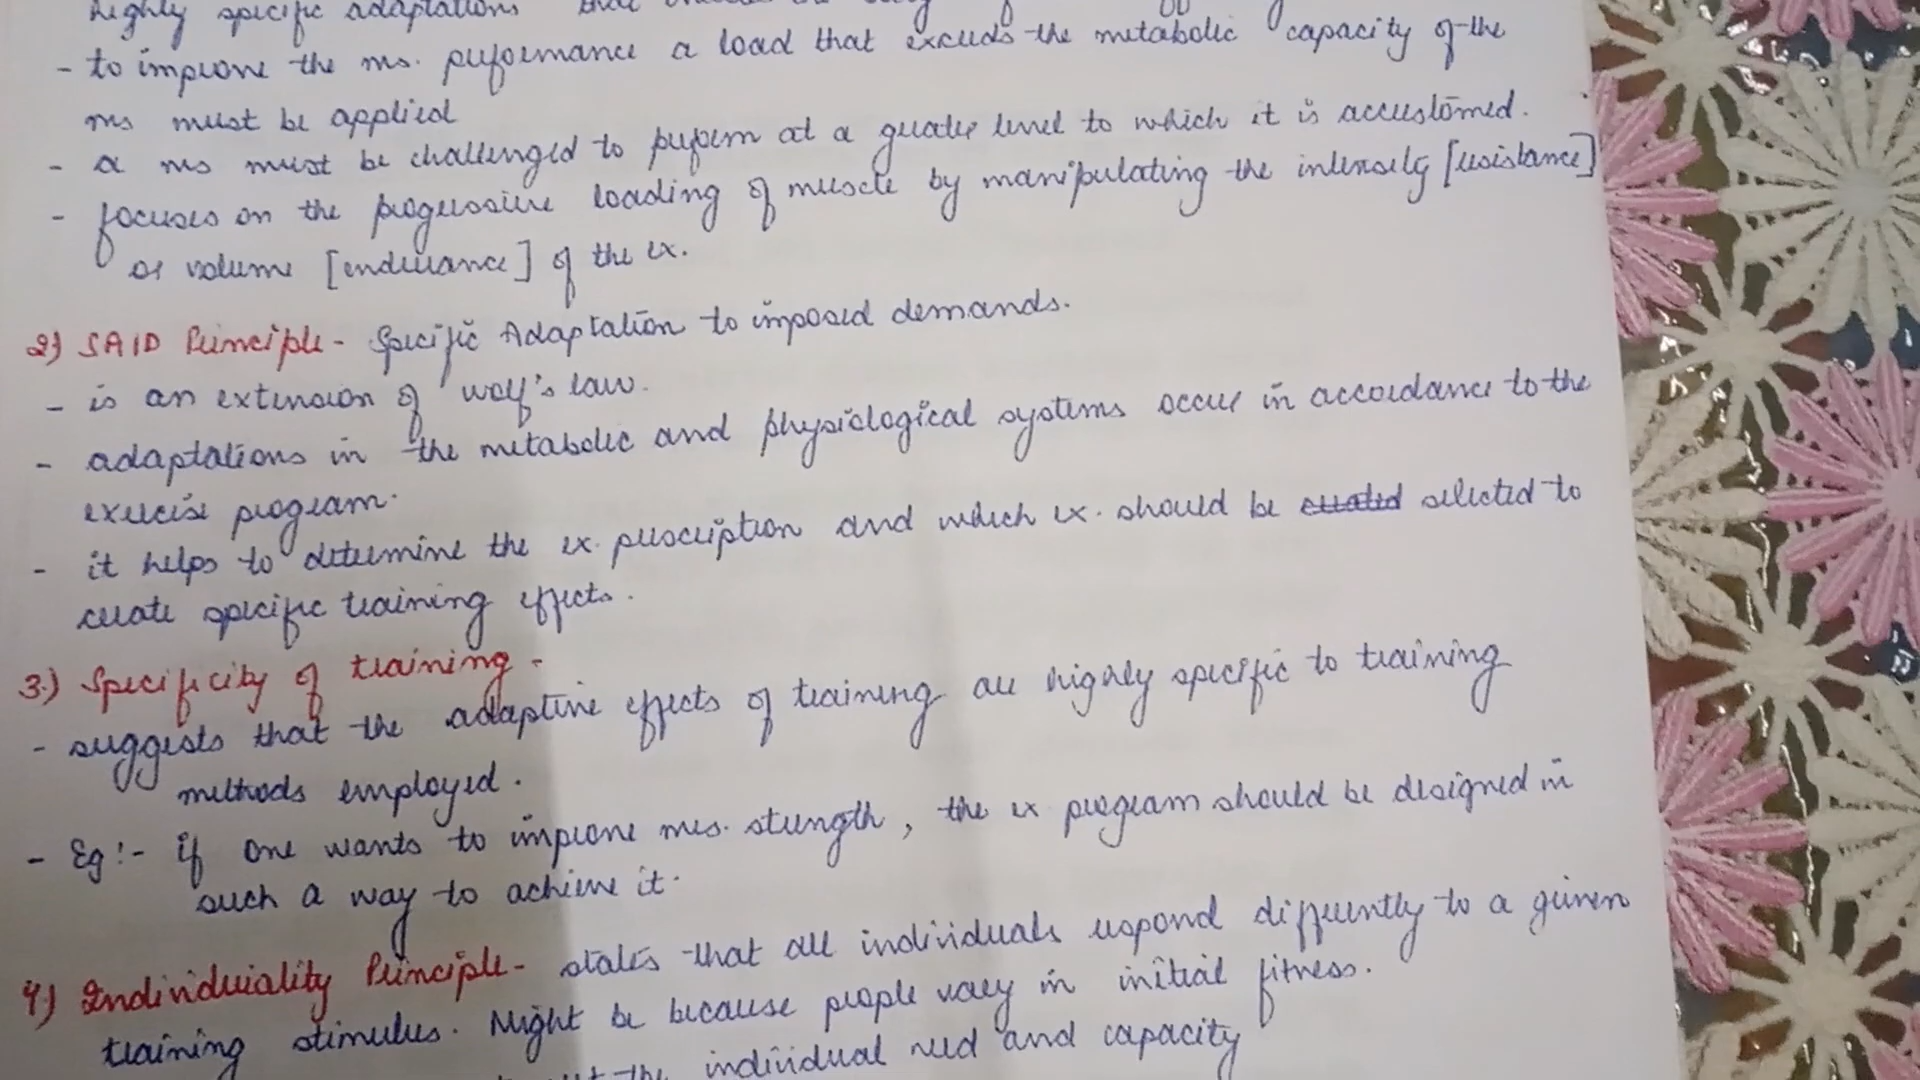 highly specific adaptations that
- to improve the ms. performance a load that exceeds the metabolic capacity of the
ms must be applied
- a ms must be challenged to perform at a greater level to which it is accustomed.
- focuses on the progressive loading of muscle by manipulating the intensity [resistance]
or volume [endurance] of the ex.
2) SAID Principle - Specific Adaptation to imposed demands.
- is an extension of wolf's law.
- adaptations in the metabolic and physiological systems occur in accordance to the
exercise program.
- it helps to determine the ex. prescription and which ex. should be created selected to
create specific training effects.
3.) Specificity of training -
- suggests that the adaptive effects of training are highly specific to training
methods employed.
- Eg :- if one wants to improve mus. strength, the ex program should be designed in
such a way to achieve it.
4) Individuiality Principle - states that all individuals respond differently to a given
training stimulus. Might be because people vary in initial fitness.
the individual need and capacity